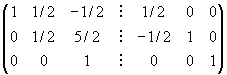 1 1/2 -1/2 ⋮ 1/2 0 0
0 1/2 5/2 ⋮ -1/2 1 0
0 0 1 ⋮ 0 0 1